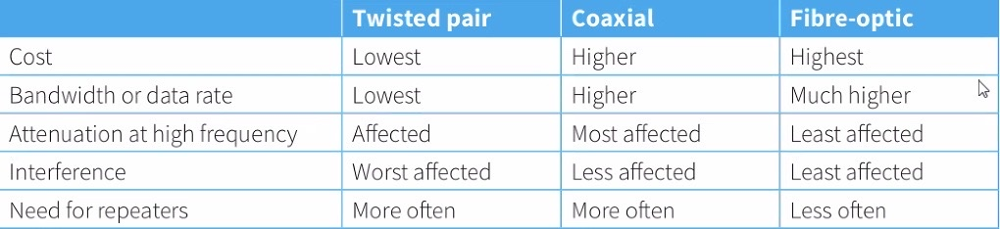 Twisted pair Coaxial Fibre-optic
Cost Lowest Higher Highest
Bandwidth or data rate Lowest Higher Much higher
Attenuation at high frequency Affected Most affected Least affected
Interference Worst affected Less affected Least affected
Need for repeaters More often More often Less often